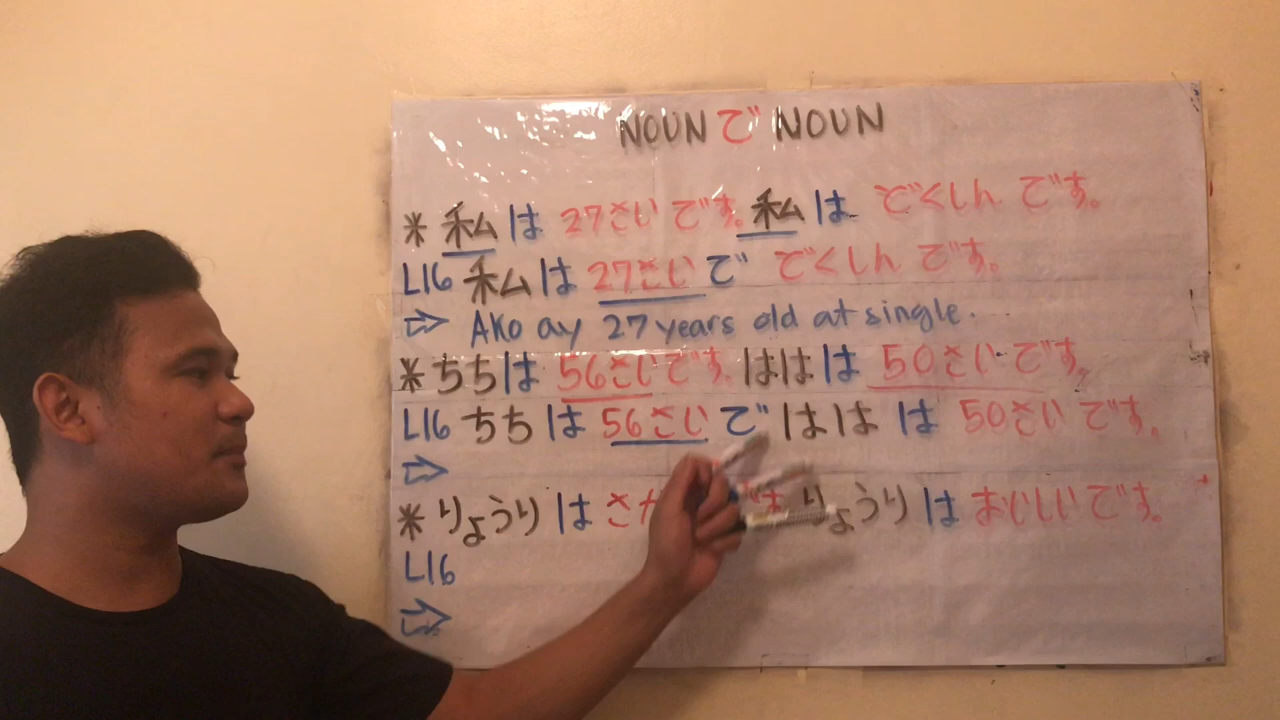 NOUN で NOUN
* 私は 27さいです。私は どくしんです。
L16 私は 27さいで どくしんです。
⇨ Ako ay 27 years old at single.
* ちちは 56さいです。ははは 50さいです。
L16 ちちは 56さいで ははは 50さいです。
⇨
* りょうりは りょうりは おいしいです。
L16
⇨